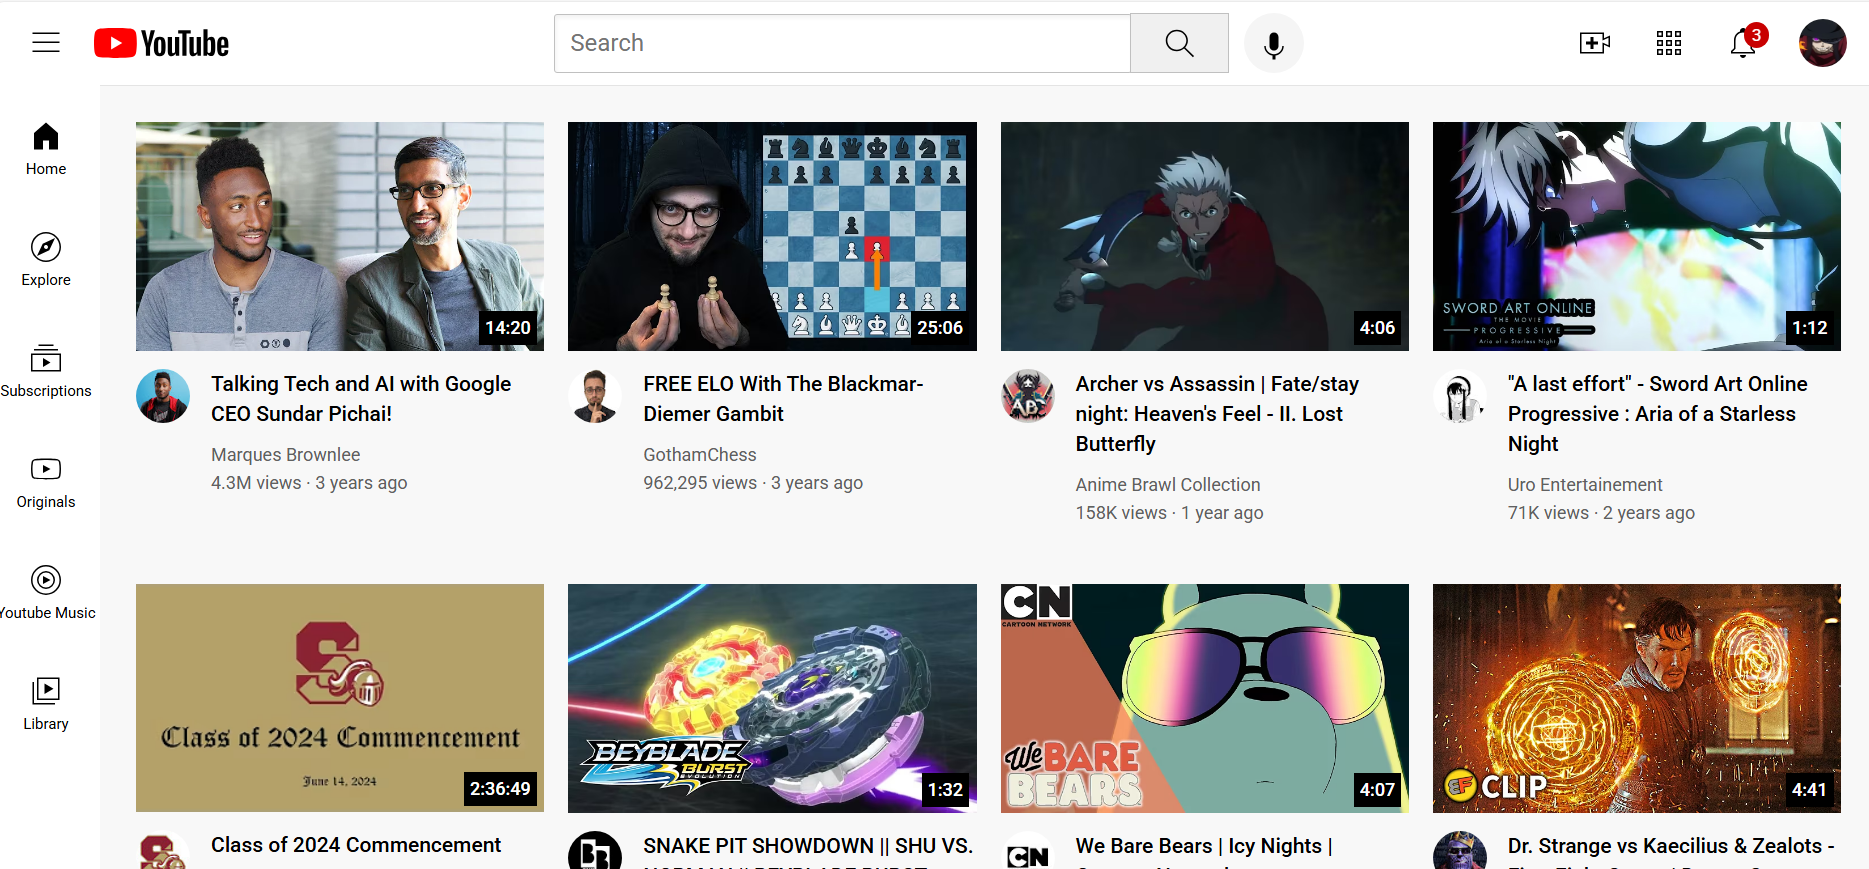 YouTube
Search
3
Home
Explore
Subscriptions
Originals
Youtube Music
Library
14:20
Talking Tech and AI with Google
CEO Sundar Pichai!
Marques Brownlee
4.3M views · 3 years ago
25:06
FREE ELO With The Blackmar-
Diemer Gambit
GothamChess
962,295 views · 3 years ago
4:06
AB
Archer vs Assassin | Fate/stay
night: Heaven's Feel - II. Lost
Butterfly
Anime Brawl Collection
158K views · 1 year ago
SWORD ART ONLINE
THE MOVIE
PROGRESSIVE
Aria of a Starless Night
1:12
"A last effort" - Sword Art Online
Progressive : Aria of a Starless
Night
Uro Entertainement
71K views · 2 years ago
S
Class of 2024 Commencement
June 14, 2024
2:36:49
S
Class of 2024 Commencement
BEYBLADE
BURST
EVOLUTION
1:32
SNAKE PIT SHOWDOWN || SHU VS.
CN
CARTOON NETWORK
We BARE
BEARS
4:07
CN
We Bare Bears | Icy Nights |
CLIP
4:41
Dr. Strange vs Kaecilius & Zealots -